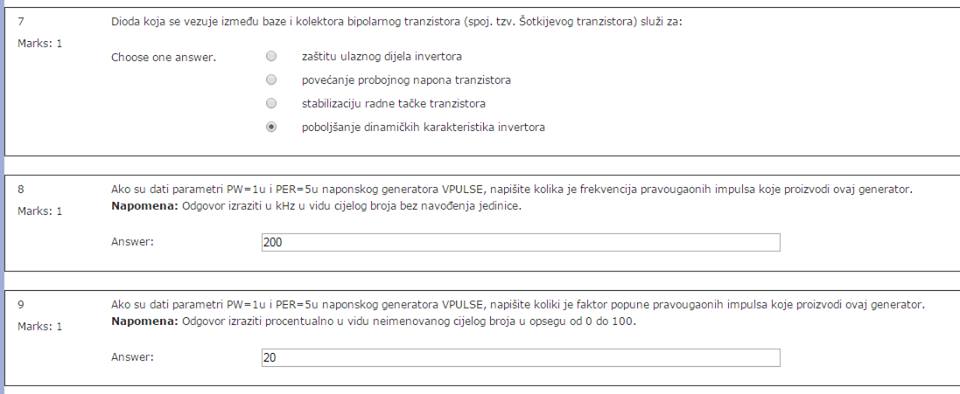 7
Dioda koja se vezuje između baze i kolektora bipolarnog tranzistora (spoj. tzv. Šotkijevog tranzistora) služi za:
Marks: 1
Choose one answer.
zaštitu ulaznog dijela invertora
povećanje probojnog napona tranzistora
stabilizaciju radne tačke tranzistora
poboljšanje dinamičkih karakteristika invertora
8
Ako su dati parametri PW=1u i PER=5u naponskog generatora VPULSE, napišite kolika je frekvencija pravougaonih impulsa koje proizvodi ovaj generator.
Marks: 1
Napomena: Odgovor izraziti u kHz u vidu cijelog broja bez navođenja jedinice.
Answer:
200
9
Ako su dati parametri PW=1u i PER=5u naponskog generatora VPULSE, napišite koliki je faktor popune pravougaonih impulsa koje proizvodi ovaj generator.
Marks: 1
Napomena: Odgovor izraziti procentualno u vidu neimenovanog cijelog broja u opsegu od 0 do 100.
Answer:
20